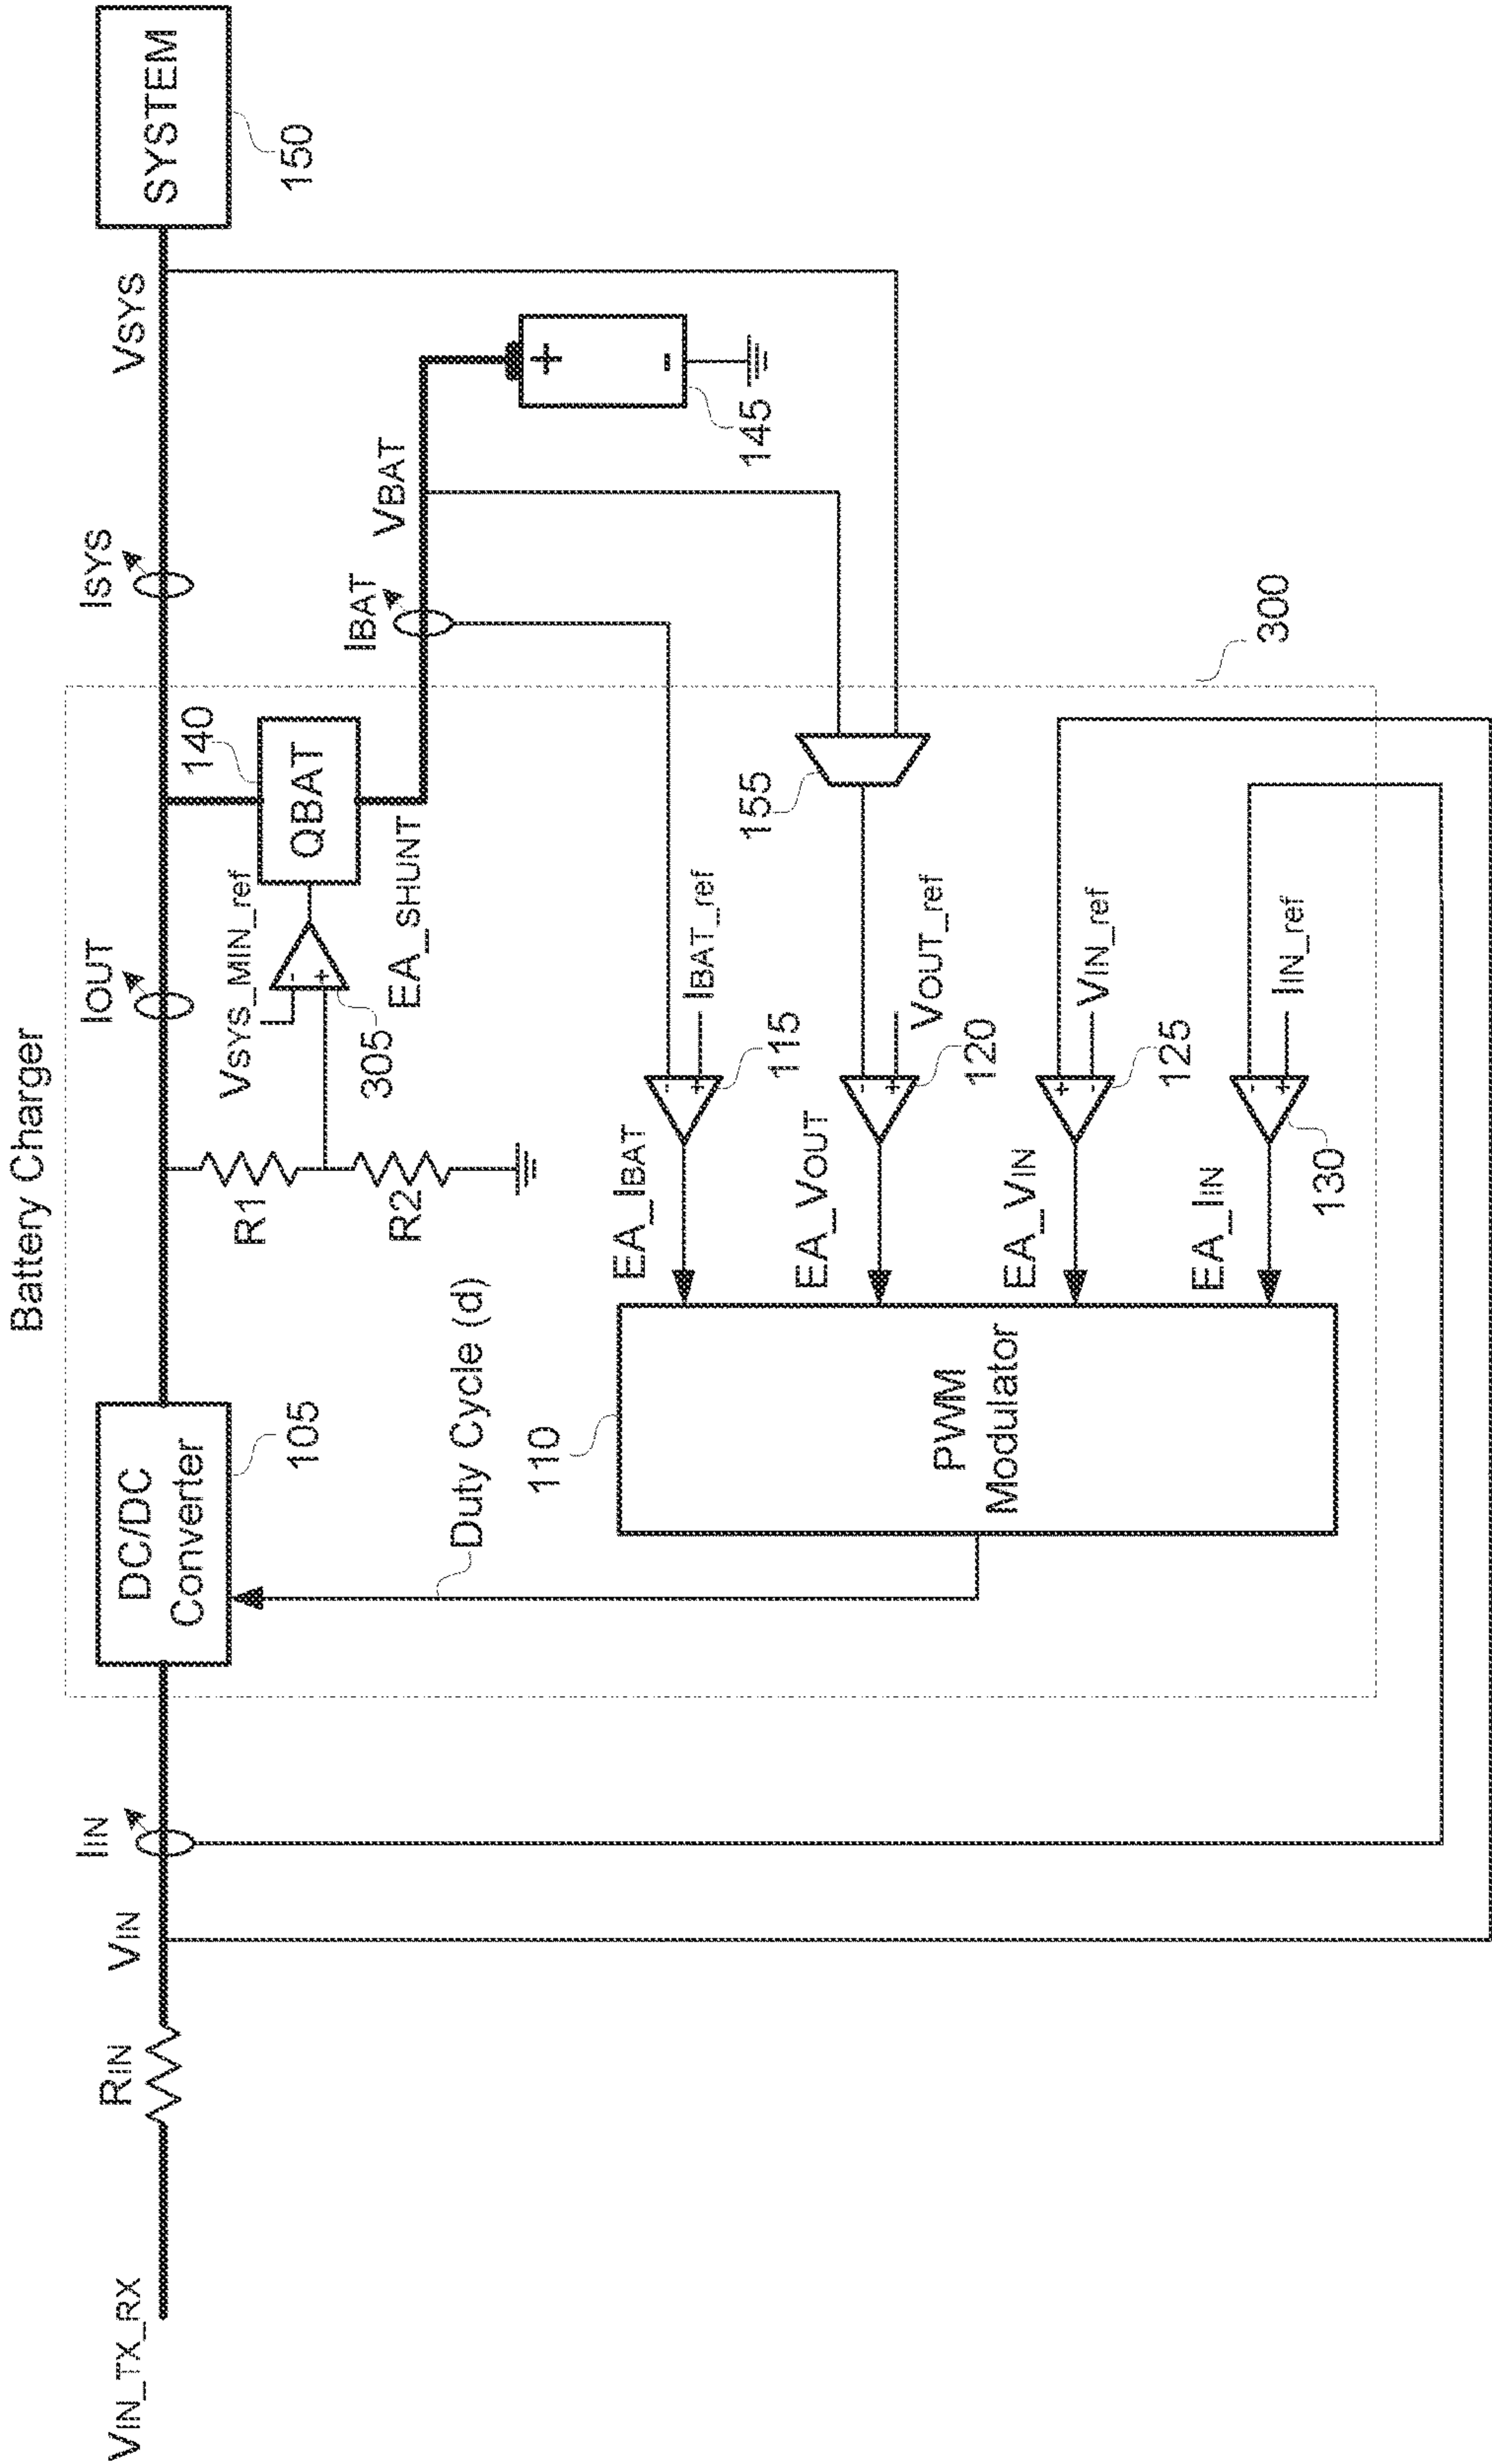 Battery Charger
VIN_TX_RX
RIN
VIN
IIN
DC/DC
Converter
105
IOUT
ISYS
VSYS
SYSTEM
150
R1
R2
VSYS_MIN_ref
-
+
305
EA_SHUNT
QBAT
140
IBAT
VBAT
+
-
145
Duty Cycle (d)
110
PWM
Modulator
EA_IBAT
-
+
115
IBAT_ref
EA_VOUT
-
+
120
VOUT_ref
155
EA_VIN
+
-
125
VIN_ref
EA_IIN
-
+
130
IIN_ref
300